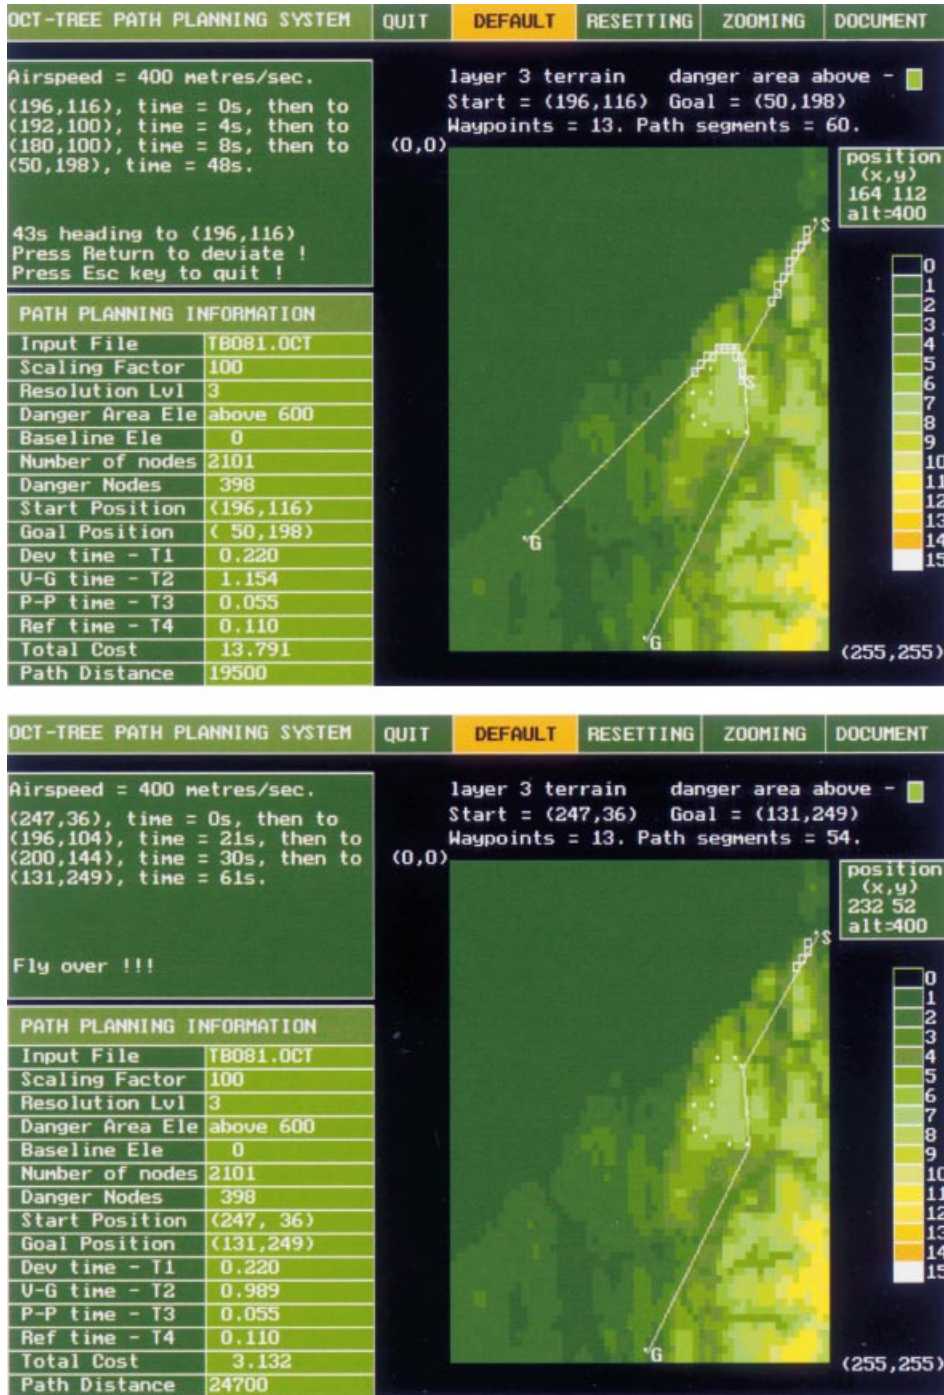 OCT-TREE PATH PLANNING SYSTEM QUIT DEFAULT RESETTING ZOOMING DOCUMENT
Airspeed = 400 metres/sec.
(196,116), time = 0s, then to
(192,100), time = 4s, then to
(180,100), time = 8s, then to
(50,198), time = 48s.
43s heading to (196,116)
Press Return to deviate !
Press Esc key to quit !
layer 3 terrain danger area above -
Start = (196,116) Goal = (50,198)
Waypoints = 13. Path segments = 60.
(0,0)
position
(x,y)
164 112
alt=400
S
S
G
G
0
1
2
3
4
5
6
7
8
9
10
11
12
13
14
15
(255,255)
PATH PLANNING INFORMATION
Input File TB081.OCT
Scaling Factor 100
Resolution Lvl 3
Danger Area Ele above 600
Baseline Ele 0
Number of nodes 2101
Danger Nodes 398
Start Position (196,116)
Goal Position ( 50,198)
Dev time - T1 0.220
V-G time - T2 1.154
P-P time - T3 0.055
Ref time - T4 0.110
Total Cost 13.791
Path Distance 19500
OCT-TREE PATH PLANNING SYSTEM QUIT DEFAULT RESETTING ZOOMING DOCUMENT
Airspeed = 400 metres/sec.
(247,36), time = 0s, then to
(196,104), time = 21s, then to
(200,144), time = 30s, then to
(131,249), time = 61s.
Fly over !!!
layer 3 terrain danger area above -
Start = (247,36) Goal = (131,249)
Waypoints = 13. Path segments = 54.
(0,0)
position
(x,y)
232 52
alt=400
S
G
0
1
2
3
4
5
6
7
8
9
10
11
12
13
14
15
(255,255)
PATH PLANNING INFORMATION
Input File TB081.OCT
Scaling Factor 100
Resolution Lvl 3
Danger Area Ele above 600
Baseline Ele 0
Number of nodes 2101
Danger Nodes 398
Start Position (247, 36)
Goal Position (131,249)
Dev time - T1 0.220
V-G time - T2 0.989
P-P time - T3 0.055
Ref time - T4 0.110
Total Cost 3.132
Path Distance 24700